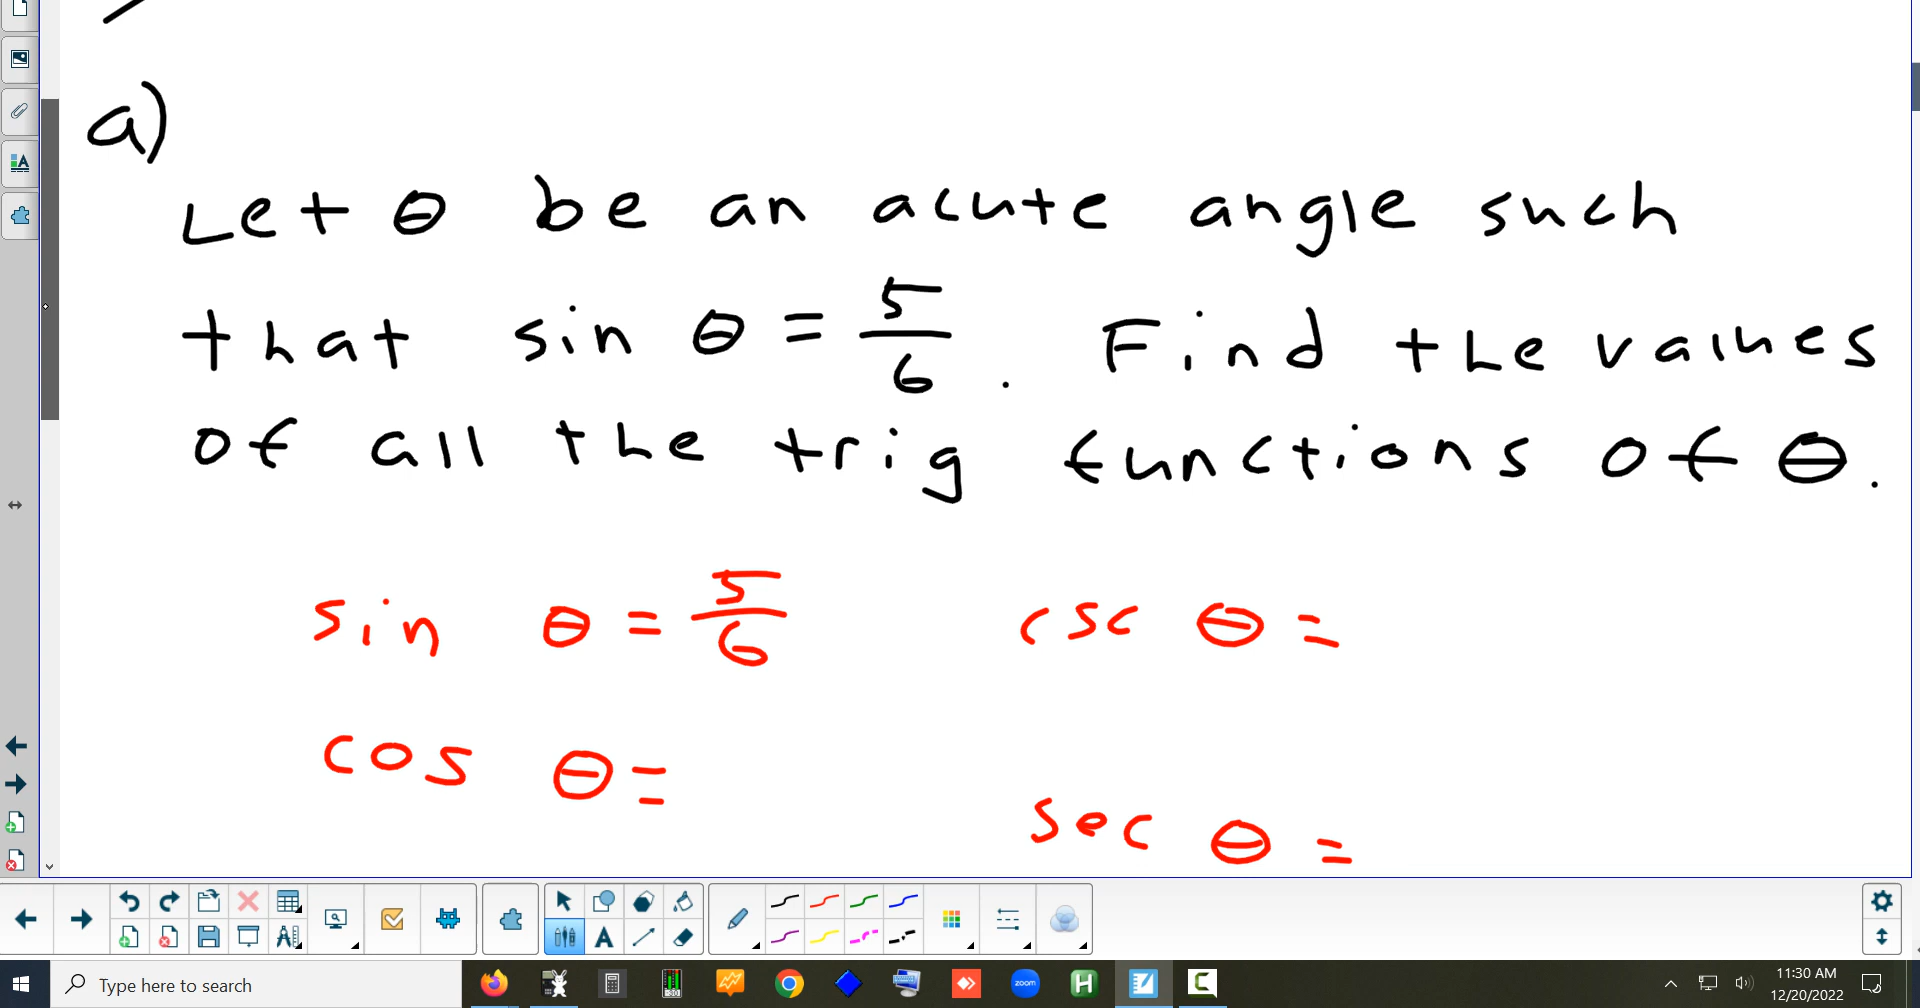 a)
Let θ be an acute angle such
that sin θ = 5/6. Find the values
of all the trig functions of θ.
sin θ = 5/6 csc θ =
cos θ =
sec θ =
Type here to search
zoom
11:30 AM
12/20/2022